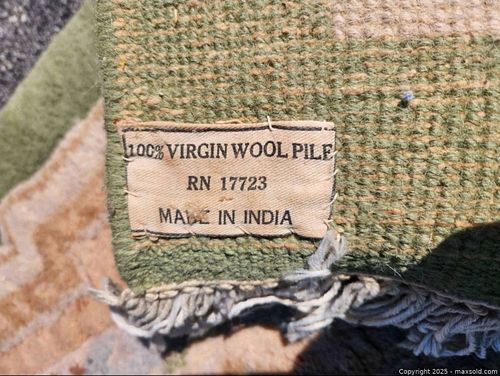 100% VIRGIN WOOL PILE
RN 17723
MADE IN INDIA
Copyright 2025 - maxsold.com